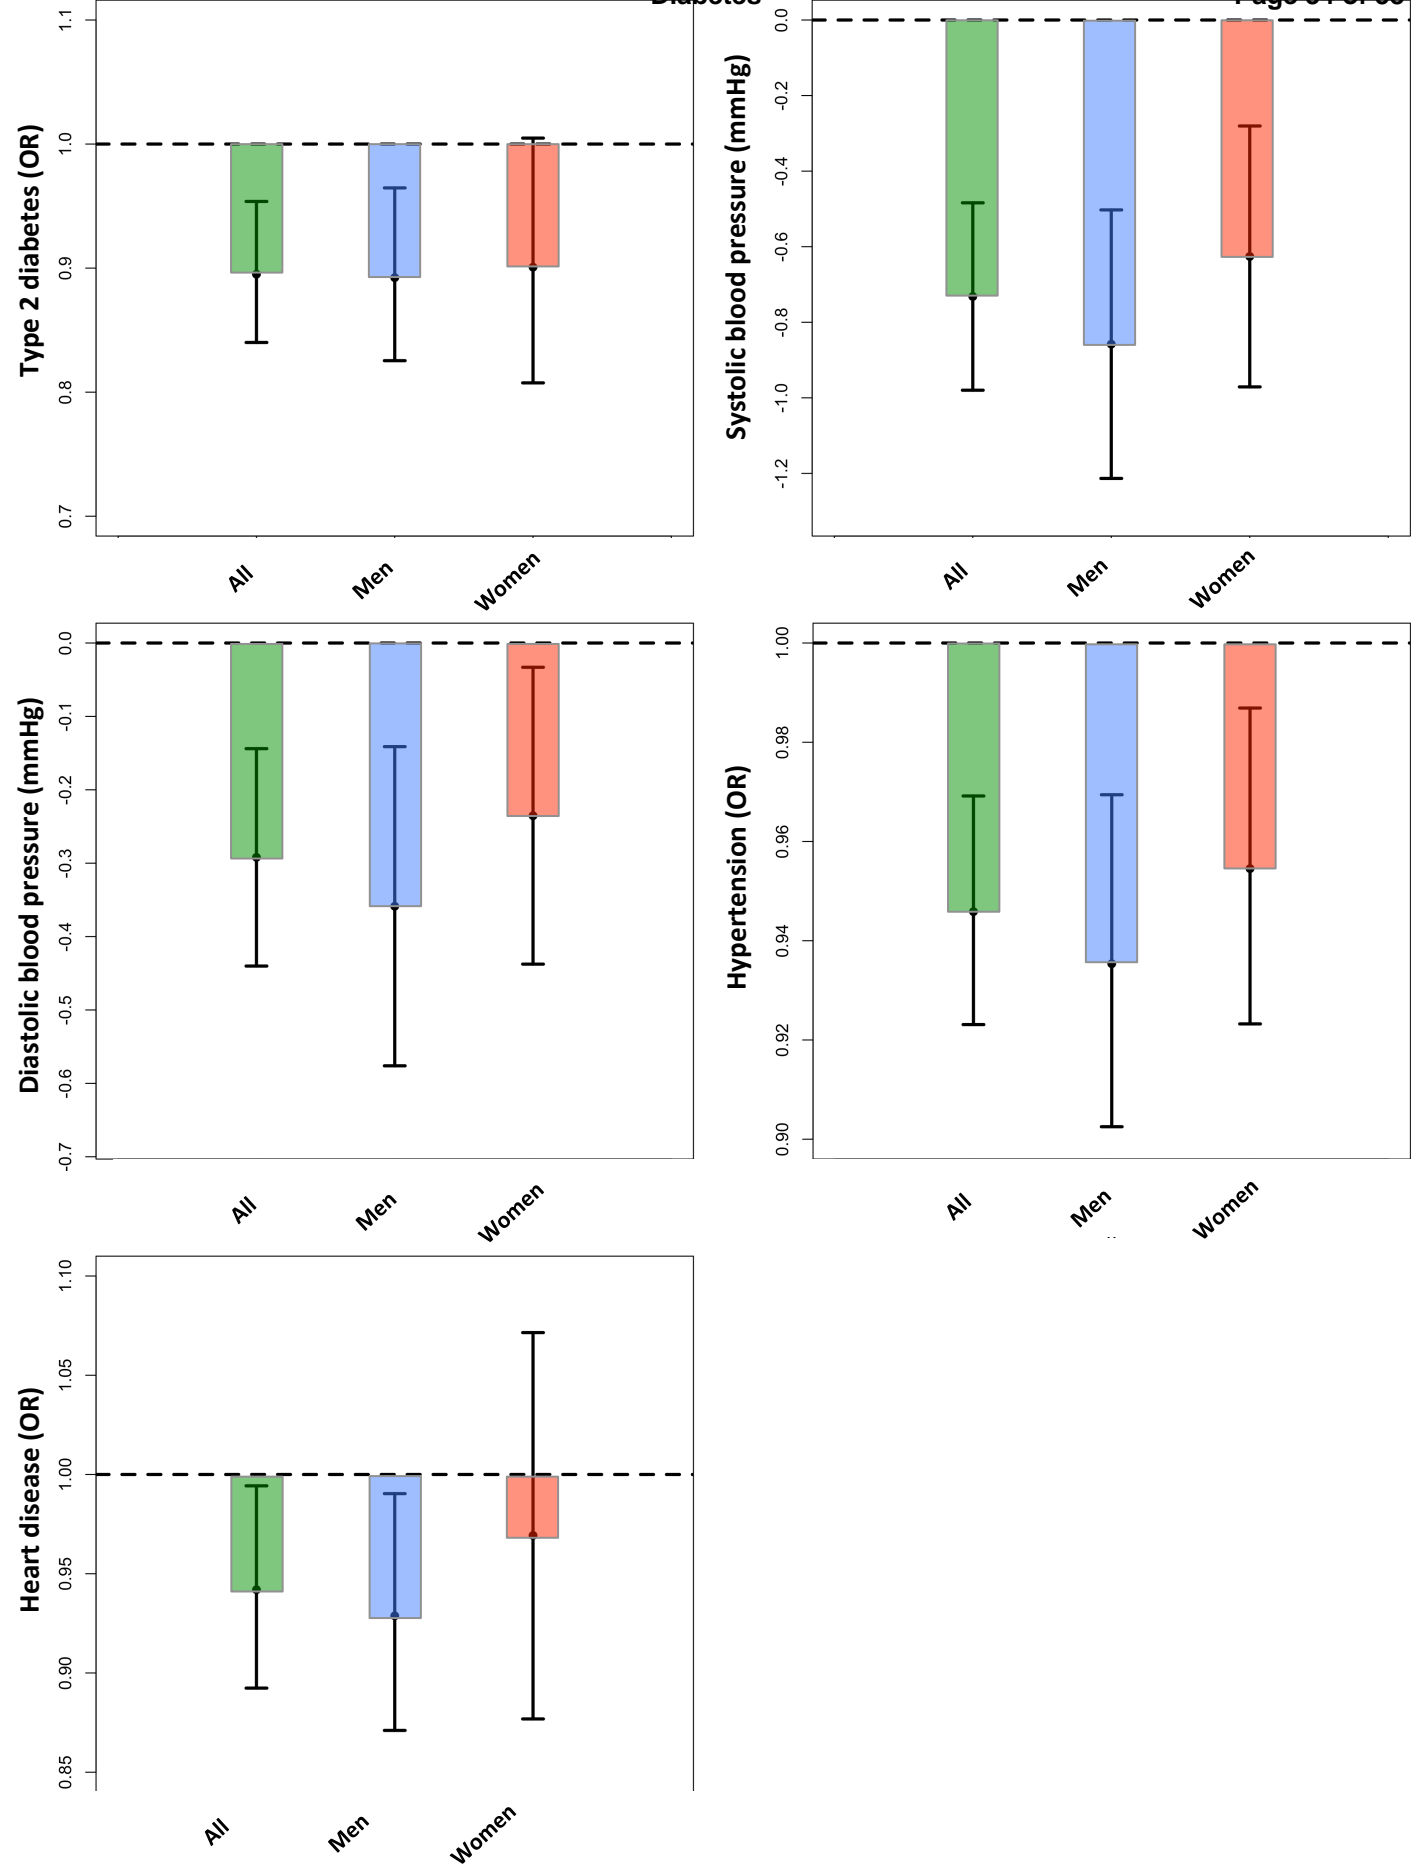 Diabetes
Type 2 diabetes (OR)
1.1
1.0
0.9
0.8
0.7
All
Men
Women
Systolic blood pressure (mmHg)
0.0
-0.2
-0.4
-0.6
-0.8
-1.0
-1.2
All
Men
Women
Diastolic blood pressure (mmHg)
0.0
-0.1
-0.2
-0.3
-0.4
-0.5
-0.6
-0.7
All
Men
Women
Hypertension (OR)
1.00
0.98
0.96
0.94
0.92
0.90
All
Men
Women
Heart disease (OR)
1.10
1.05
1.00
0.95
0.90
0.85
All
Men
Women